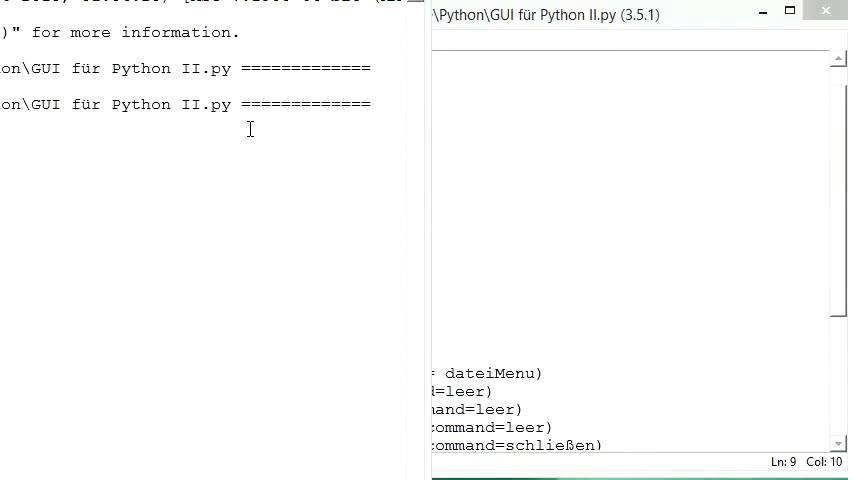 )" for more information.
on\GUI für Python II.py =============
on\GUI für Python II.py =============
\Python\GUI für Python II.py (3.5.1)
= dateiMenu)
d=leer)
mand=leer)
command=leer)
command=schließen)
Ln: 9 Col: 10